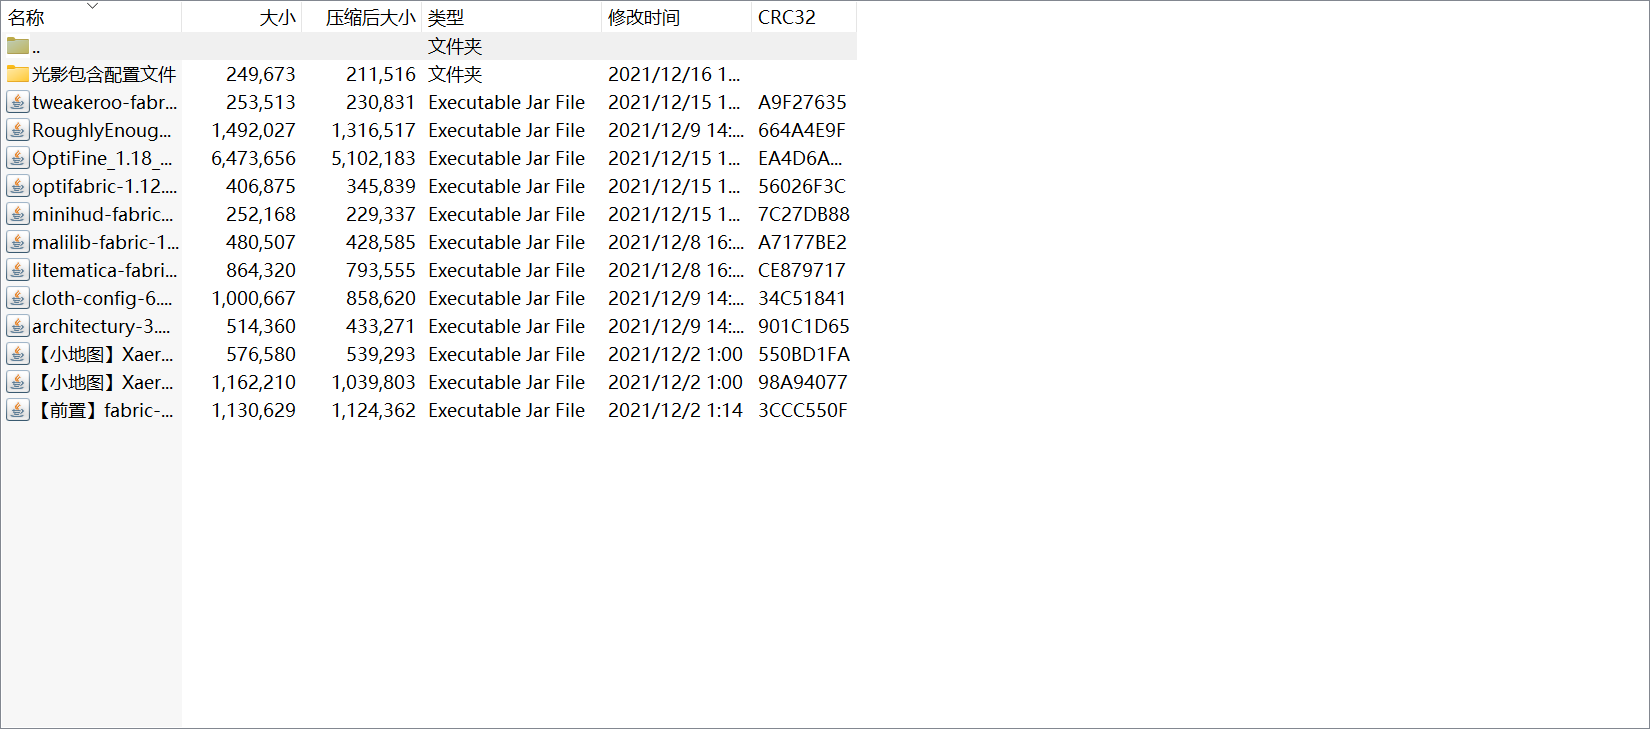 名称 大小 压缩后大小 类型 修改时间 CRC32
.. 文件夹
光影包含配置文件 249,673 211,516 文件夹 2021/12/16 1...
tweakeroo-fabr... 253,513 230,831 Executable Jar File 2021/12/15 1... A9F27635
RoughlyEnoug... 1,492,027 1,316,517 Executable Jar File 2021/12/9 14:... 664A4E9F
OptiFine_1.18_... 6,473,656 5,102,183 Executable Jar File 2021/12/15 1... EA4D6A...
optifabric-1.12.... 406,875 345,839 Executable Jar File 2021/12/15 1... 56026F3C
minihud-fabric... 252,168 229,337 Executable Jar File 2021/12/15 1... 7C27DB88
malilib-fabric-1... 480,507 428,585 Executable Jar File 2021/12/8 16:... A7177BE2
litematica-fabri... 864,320 793,555 Executable Jar File 2021/12/8 16:... CE879717
cloth-config-6.... 1,000,667 858,620 Executable Jar File 2021/12/9 14:... 34C51841
architectury-3.... 514,360 433,271 Executable Jar File 2021/12/9 14:... 901C1D65
【小地图】Xaer... 576,580 539,293 Executable Jar File 2021/12/2 1:00 550BD1FA
【小地图】Xaer... 1,162,210 1,039,803 Executable Jar File 2021/12/2 1:00 98A94077
【前置】fabric-... 1,130,629 1,124,362 Executable Jar File 2021/12/2 1:14 3CCC550F